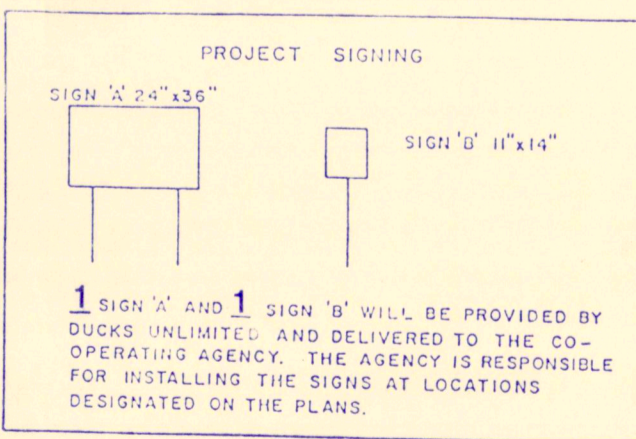 PROJECT SIGNING
SIGN 'A' 24"x36"
SIGN 'B' 11"x14"
1 SIGN 'A' AND 1 SIGN 'B' WILL BE PROVIDED BY
DUCKS UNLIMITED AND DELIVERED TO THE CO-
OPERATING AGENCY. THE AGENCY IS RESPONSIBLE
FOR INSTALLING THE SIGNS AT LOCATIONS
DESIGNATED ON THE PLANS.